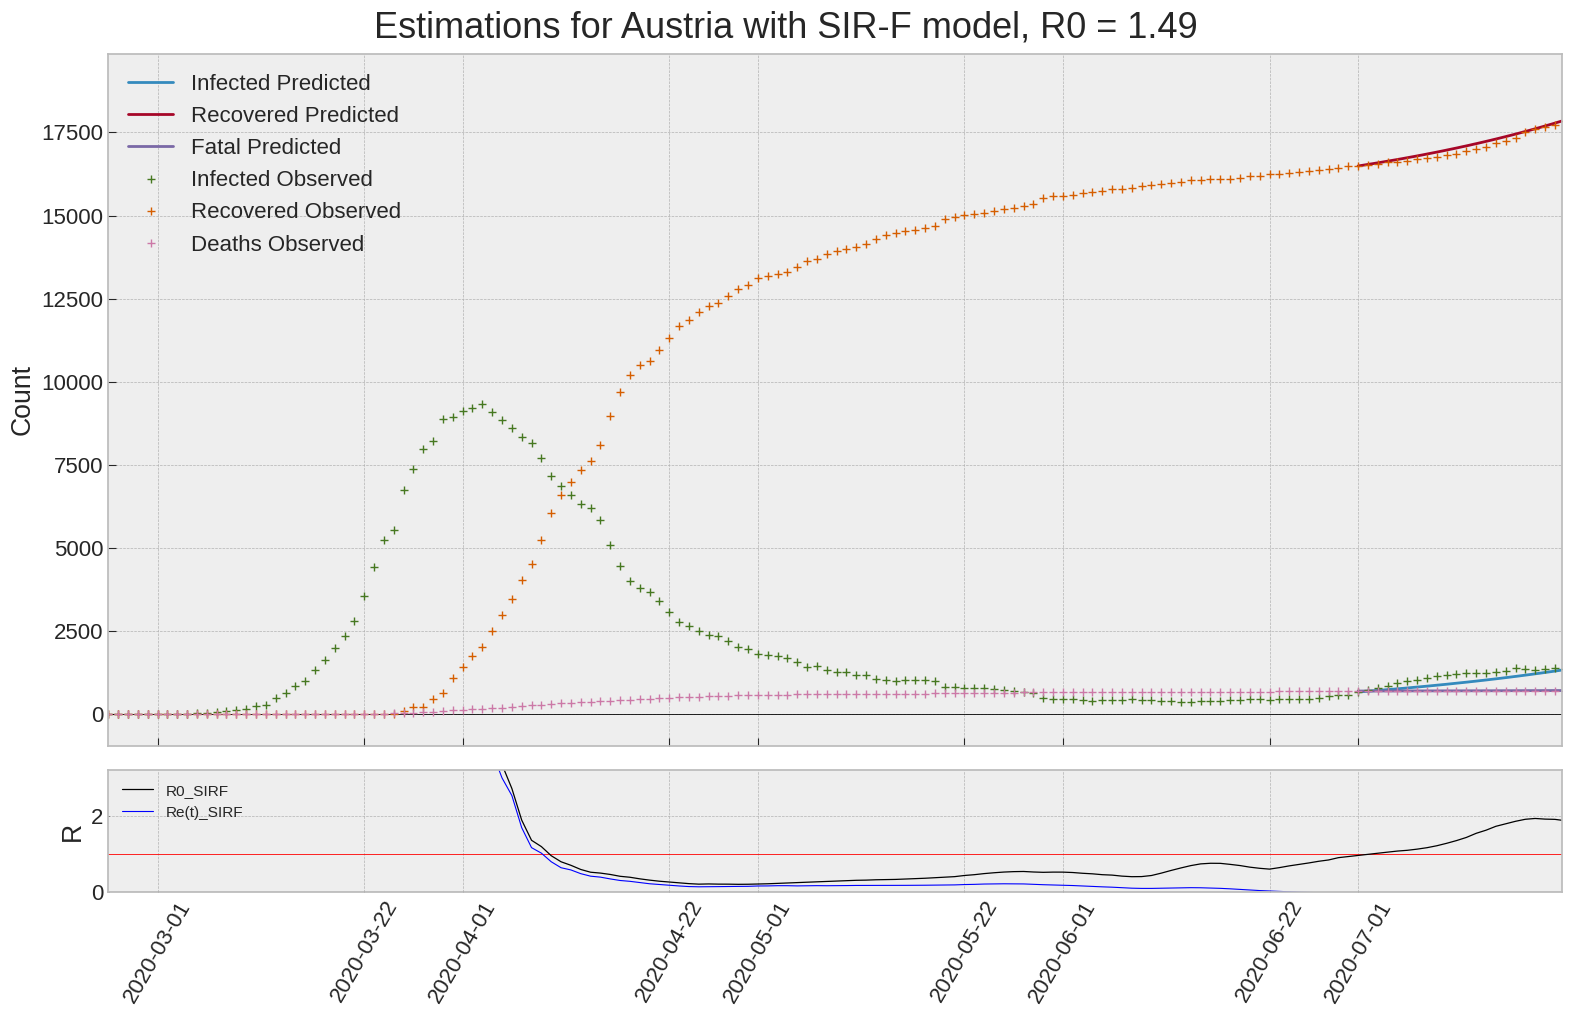 Estimations for Austria with SIR-F model, R0 = 1.49
Infected Predicted
Recovered Predicted
Fatal Predicted
Infected Observed
Recovered Observed
Deaths Observed
17500
15000
12500
10000
7500
5000
2500
0
Count
R0_SIRF
Re(t)_SIRF
2
0
R
2020-03-01
2020-03-22
2020-04-01
2020-04-22
2020-05-01
2020-05-22
2020-06-01
2020-06-22
2020-07-01